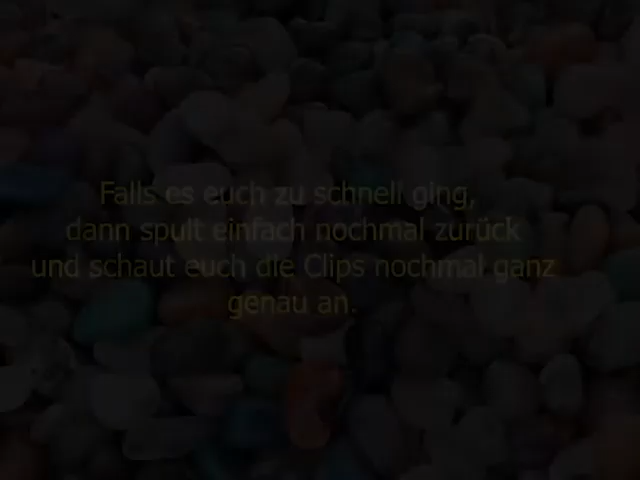 Falls es euch zu schnell ging,
dann spult einfach nochmal zurück
und schaut euch die Clips nochmal ganz
genau an.